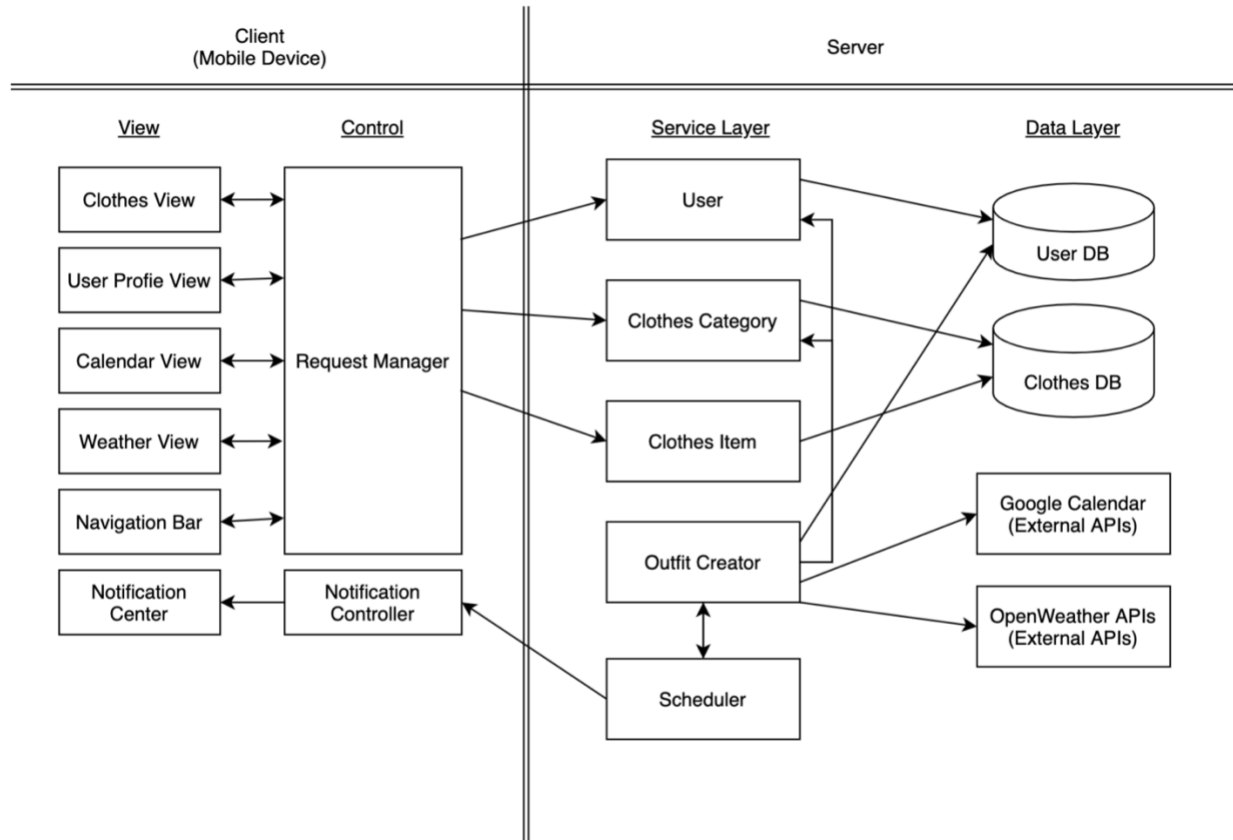 Client
(Mobile Device)
Server
View
Control
Service Layer
Data Layer
Clothes View
User Profie View
Calendar View
Weather View
Navigation Bar
Notification
Center
Request Manager
Notification
Controller
User
Clothes Category
Clothes Item
Outfit Creator
Scheduler
User DB
Clothes DB
Google Calendar
(External APIs)
OpenWeather APIs
(External APIs)